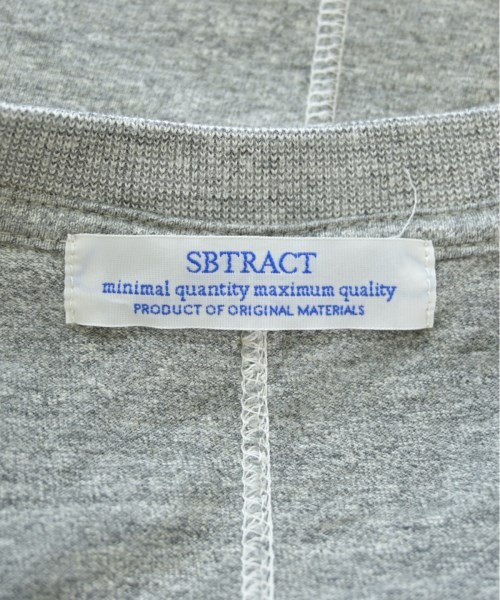 SBTRACT
minimal quantity maximum quality
PRODUCT OF ORIGINAL MATERIALS